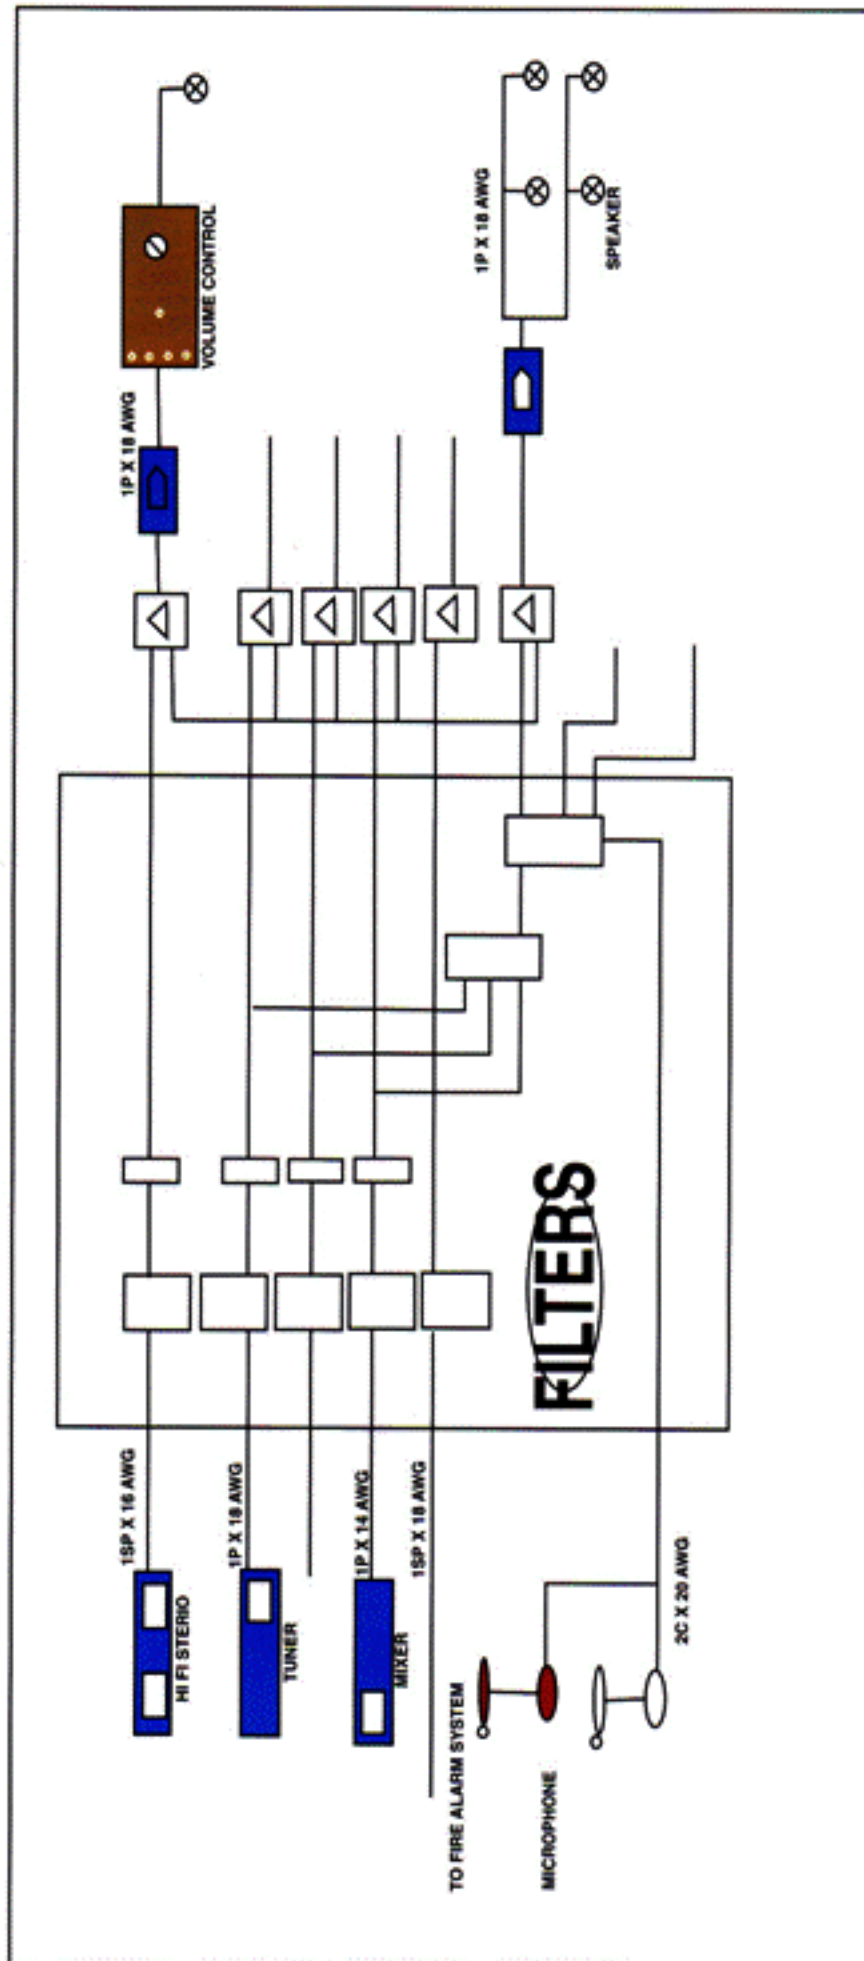 1SP X 16 AWG
HI FI STERIO
1P X 18 AWG
VOLUME CONTROL
1P X 18 AWG
TUNER
1P X 14 AWG
MIXER
1SP X 18 AWG
TO FIRE ALARM SYSTEM
1P X 18 AWG
FILTERS
MICROPHONE
SPEAKER
2C X 20 AWG